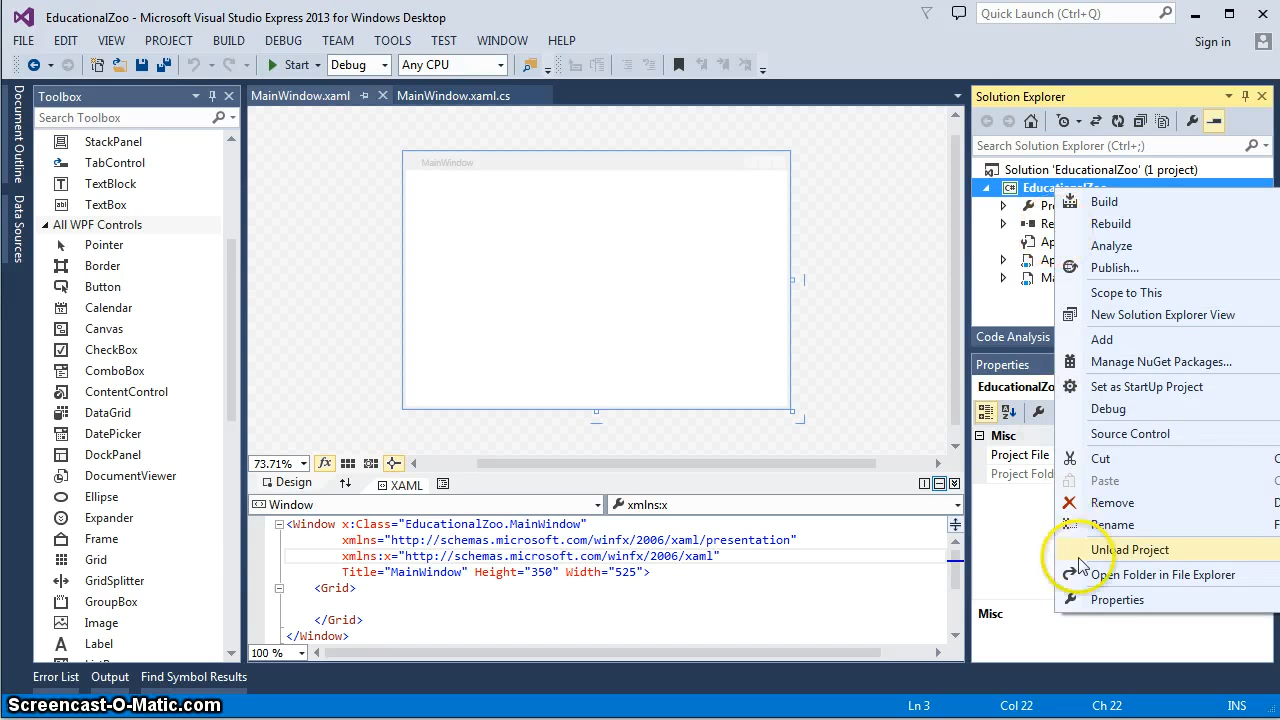 EducationalZoo - Microsoft Visual Studio Express 2013 for Windows Desktop
Quick Launch (Ctrl+Q)
FILE EDIT VIEW PROJECT BUILD DEBUG TEAM TOOLS TEST WINDOW HELP
Sign in
Start Debug Any CPU
Document Outline
Data Sources
Toolbox
Search Toolbox
StackPanel
TabControl
TextBlock
TextBox
All WPF Controls
Pointer
Border
Button
Calendar
Canvas
CheckBox
ComboBox
ContentControl
DataGrid
DatePicker
DockPanel
DocumentViewer
Ellipse
Expander
Frame
Grid
GridSplitter
GroupBox
Image
Label
MainWindow.xaml MainWindow.xaml.cs
MainWindow
73.71%
Design XAML
Window xmlns:x
<Window x:Class="EducationalZoo.MainWindow"
xmlns="http://schemas.microsoft.com/winfx/2006/xaml/presentation"
xmlns:x="http://schemas.microsoft.com/winfx/2006/xaml"
Title="MainWindow" Height="350" Width="525">
<Grid>
</Grid>
</Window>
100 %
Solution Explorer
Search Solution Explorer (Ctrl+;)
Solution 'EducationalZoo' (1 project)
C# EducationalZoo
Pr
Re
Ap
Ap
Ma
Code Analysis
Properties
EducationalZo
Misc
Project File
Project Fold
Misc
Build
Rebuild
Analyze
Publish...
Scope to This
New Solution Explorer View
Add
Manage NuGet Packages...
Set as StartUp Project
Debug
Source Control
Cut C
Paste C
Remove D
Rename F
Unload Project
Open Folder in File Explorer
Properties
Error List Output Find Symbol Results
Ln 3 Col 22 Ch 22 INS
Screencast-O-Matic.com